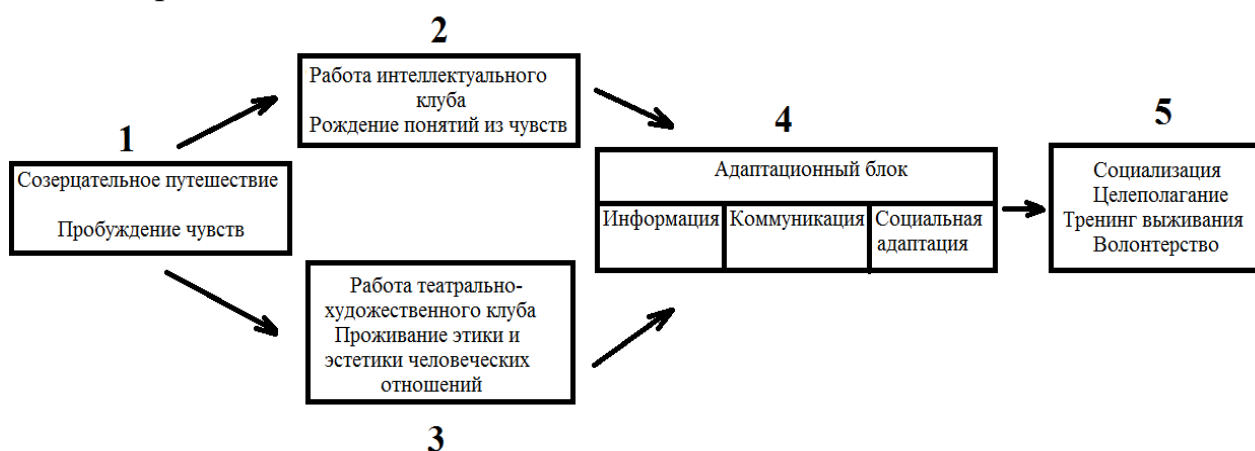 1
Созерцательное путешествие
Пробуждение чувств
2
Работа интеллектуального
клуба
Рождение понятий из чувств
Работа театрально-
художественного клуба
Проживание этики и
эстетики человеческих
отношений
3
4
Адаптационный блок
Информация
Коммуникация
Социальная
адаптация
5
Социализация
Целеполагание
Тренинг выживания
Волонтерство